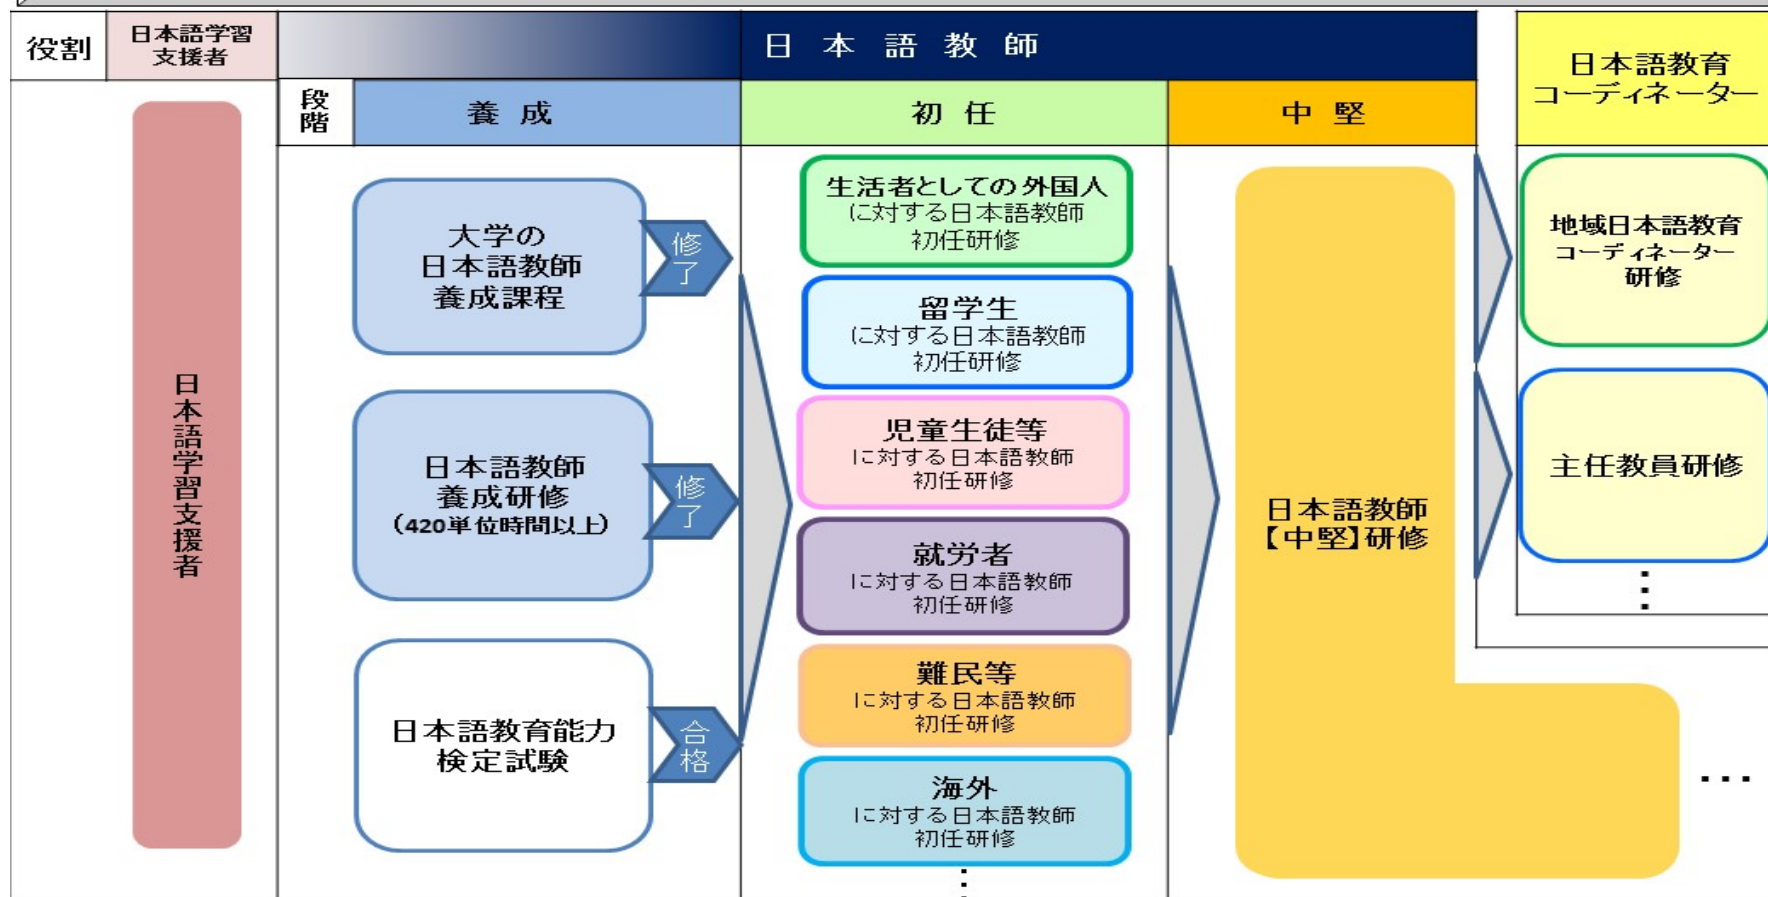 役割
日本語学習
支援者
日本語教師
日本語教育
コーディネーター
段階
養成
初任
中堅
日本語学習支援者
大学の
日本語教師
養成課程
修了
日本語教師
養成研修
（420単位時間以上）
修了
日本語教育能力
検定試験
合格
生活者としての外国人
に対する日本語教師
初任研修
留学生
に対する日本語教師
初任研修
児童生徒等
に対する日本語教師
初任研修
就労者
に対する日本語教師
初任研修
難民等
に対する日本語教師
初任研修
海外
に対する日本語教師
初任研修
⋮
日本語教師
【中堅】研修
地域日本語教育
コーディネーター
研修
主任教員研修
⋮
…